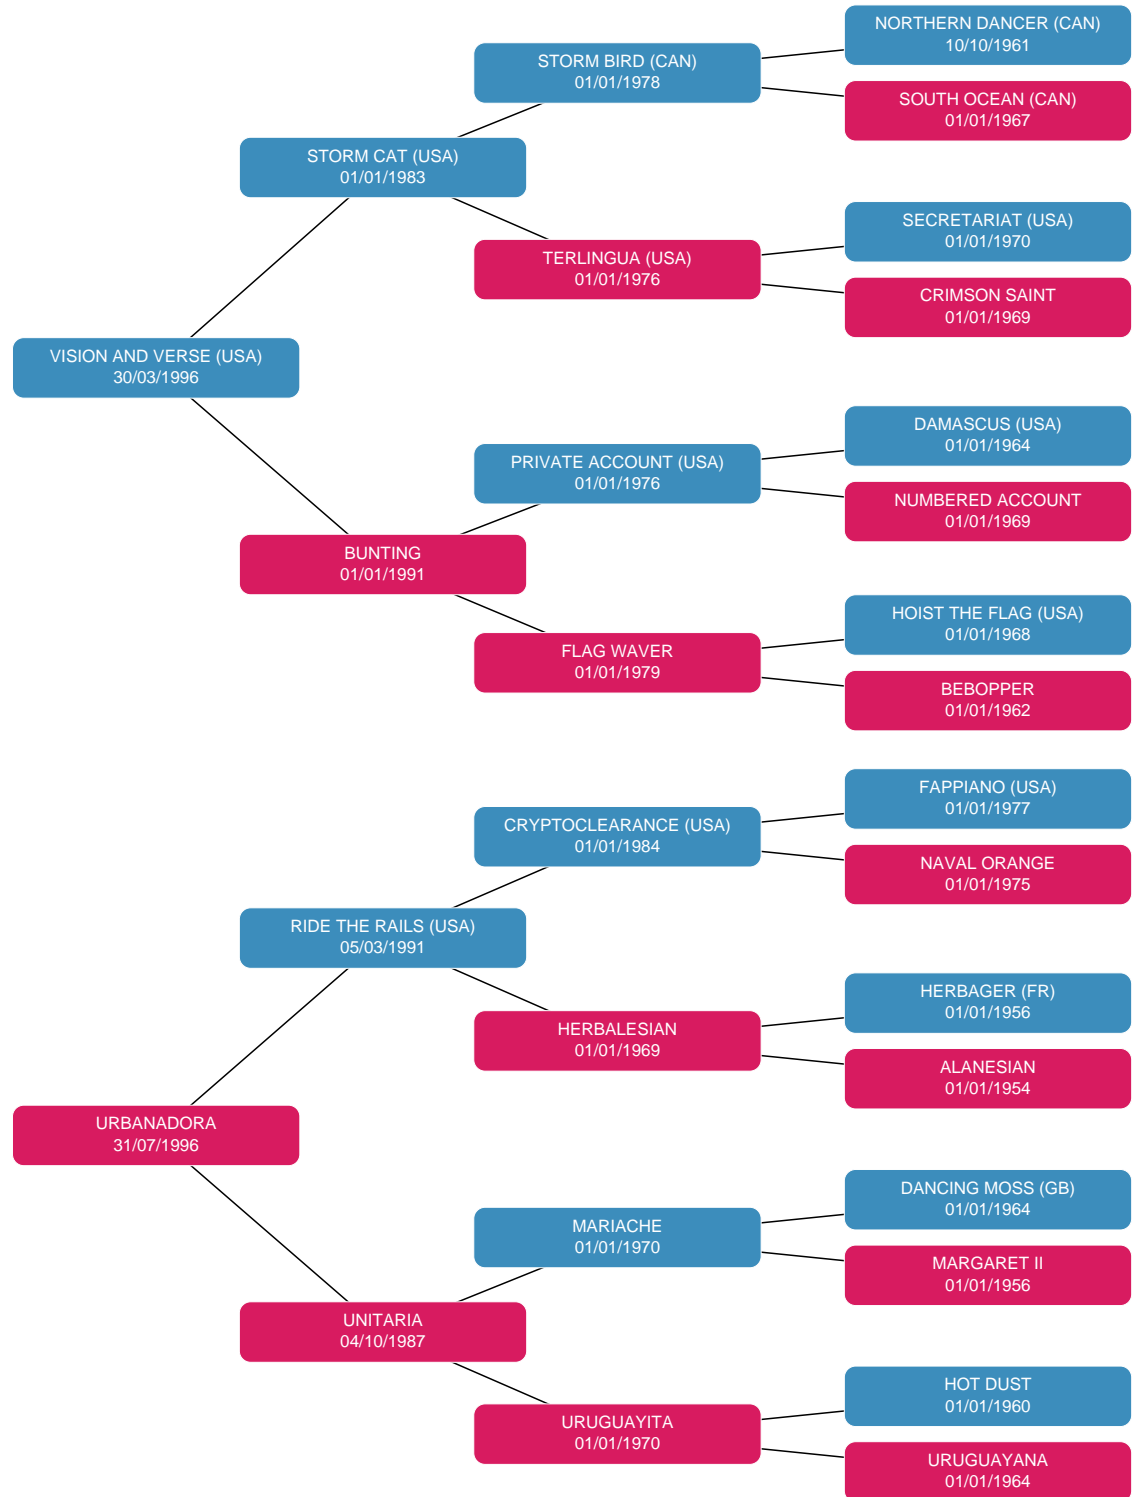 NORTHERN DANCER (CAN)
10/10/1961
STORM BIRD (CAN)
01/01/1978
SOUTH OCEAN (CAN)
01/01/1967
STORM CAT (USA)
01/01/1983
SECRETARIAT (USA)
01/01/1970
TERLINGUA (USA)
01/01/1976
CRIMSON SAINT
01/01/1969
VISION AND VERSE (USA)
30/03/1996
DAMASCUS (USA)
01/01/1964
PRIVATE ACCOUNT (USA)
01/01/1976
NUMBERED ACCOUNT
01/01/1969
BUNTING
01/01/1991
HOIST THE FLAG (USA)
01/01/1968
FLAG WAVER
01/01/1979
BEBOPPER
01/01/1962
FAPPIANO (USA)
01/01/1977
CRYPTOCLEARANCE (USA)
01/01/1984
NAVAL ORANGE
01/01/1975
RIDE THE RAILS (USA)
05/03/1991
HERBAGER (FR)
01/01/1956
HERBALESIAN
01/01/1969
ALANESIAN
01/01/1954
URBANADORA
31/07/1996
DANCING MOSS (GB)
01/01/1964
MARIACHE
01/01/1970
MARGARET II
01/01/1956
UNITARIA
04/10/1987
HOT DUST
01/01/1960
URUGUAYITA
01/01/1970
URUGUAYANA
01/01/1964